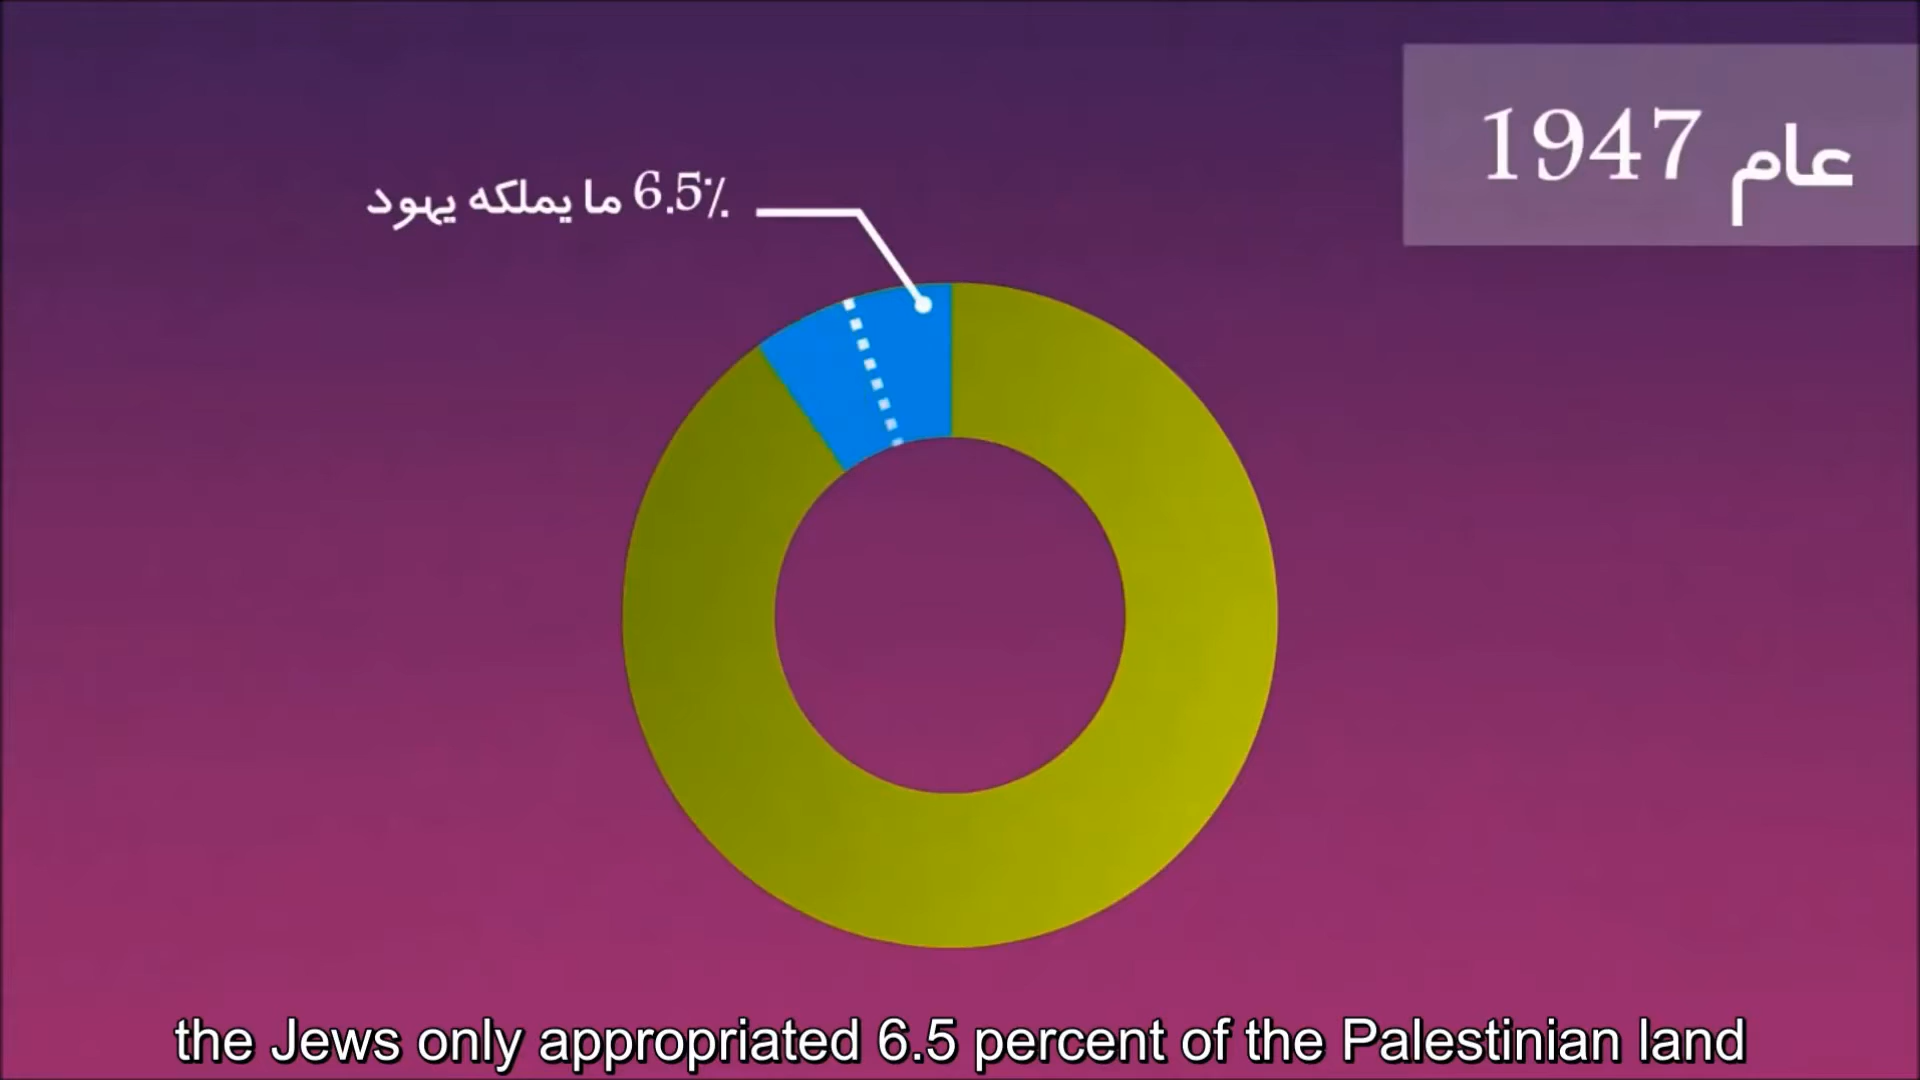 عام 1947
6.5٪ ما يملكه يهود
the Jews only appropriated 6.5 percent of the Palestinian land